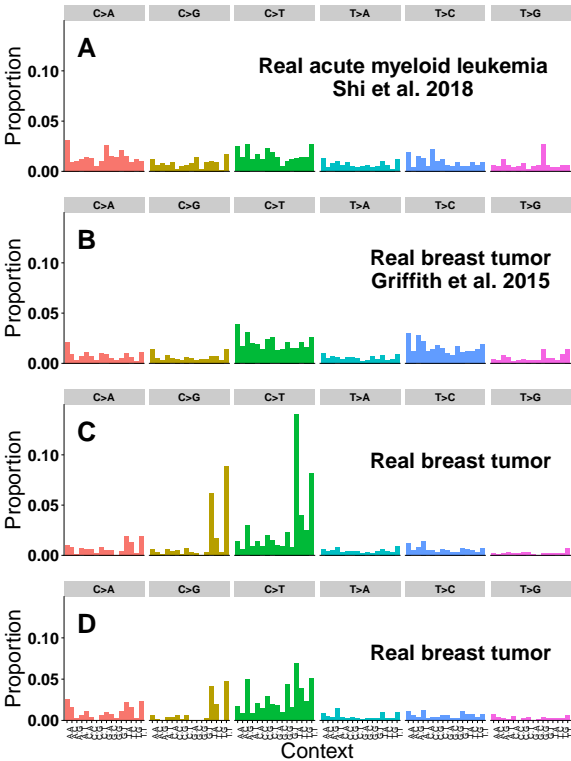 C>A C>G C>T T>A T>C T>G
A
Real acute myeloid leukemia
Shi et al. 2018
Proportion
0.10
0.05
0.00
C>A C>G C>T T>A T>C T>G
B
Real breast tumor
Griffith et al. 2015
Proportion
0.10
0.05
0.00
C>A C>G C>T T>A T>C T>G
C
Real breast tumor
Proportion
0.10
0.05
0.00
C>A C>G C>T T>A T>C T>G
D
Real breast tumor
Proportion
0.10
0.05
0.00
Context